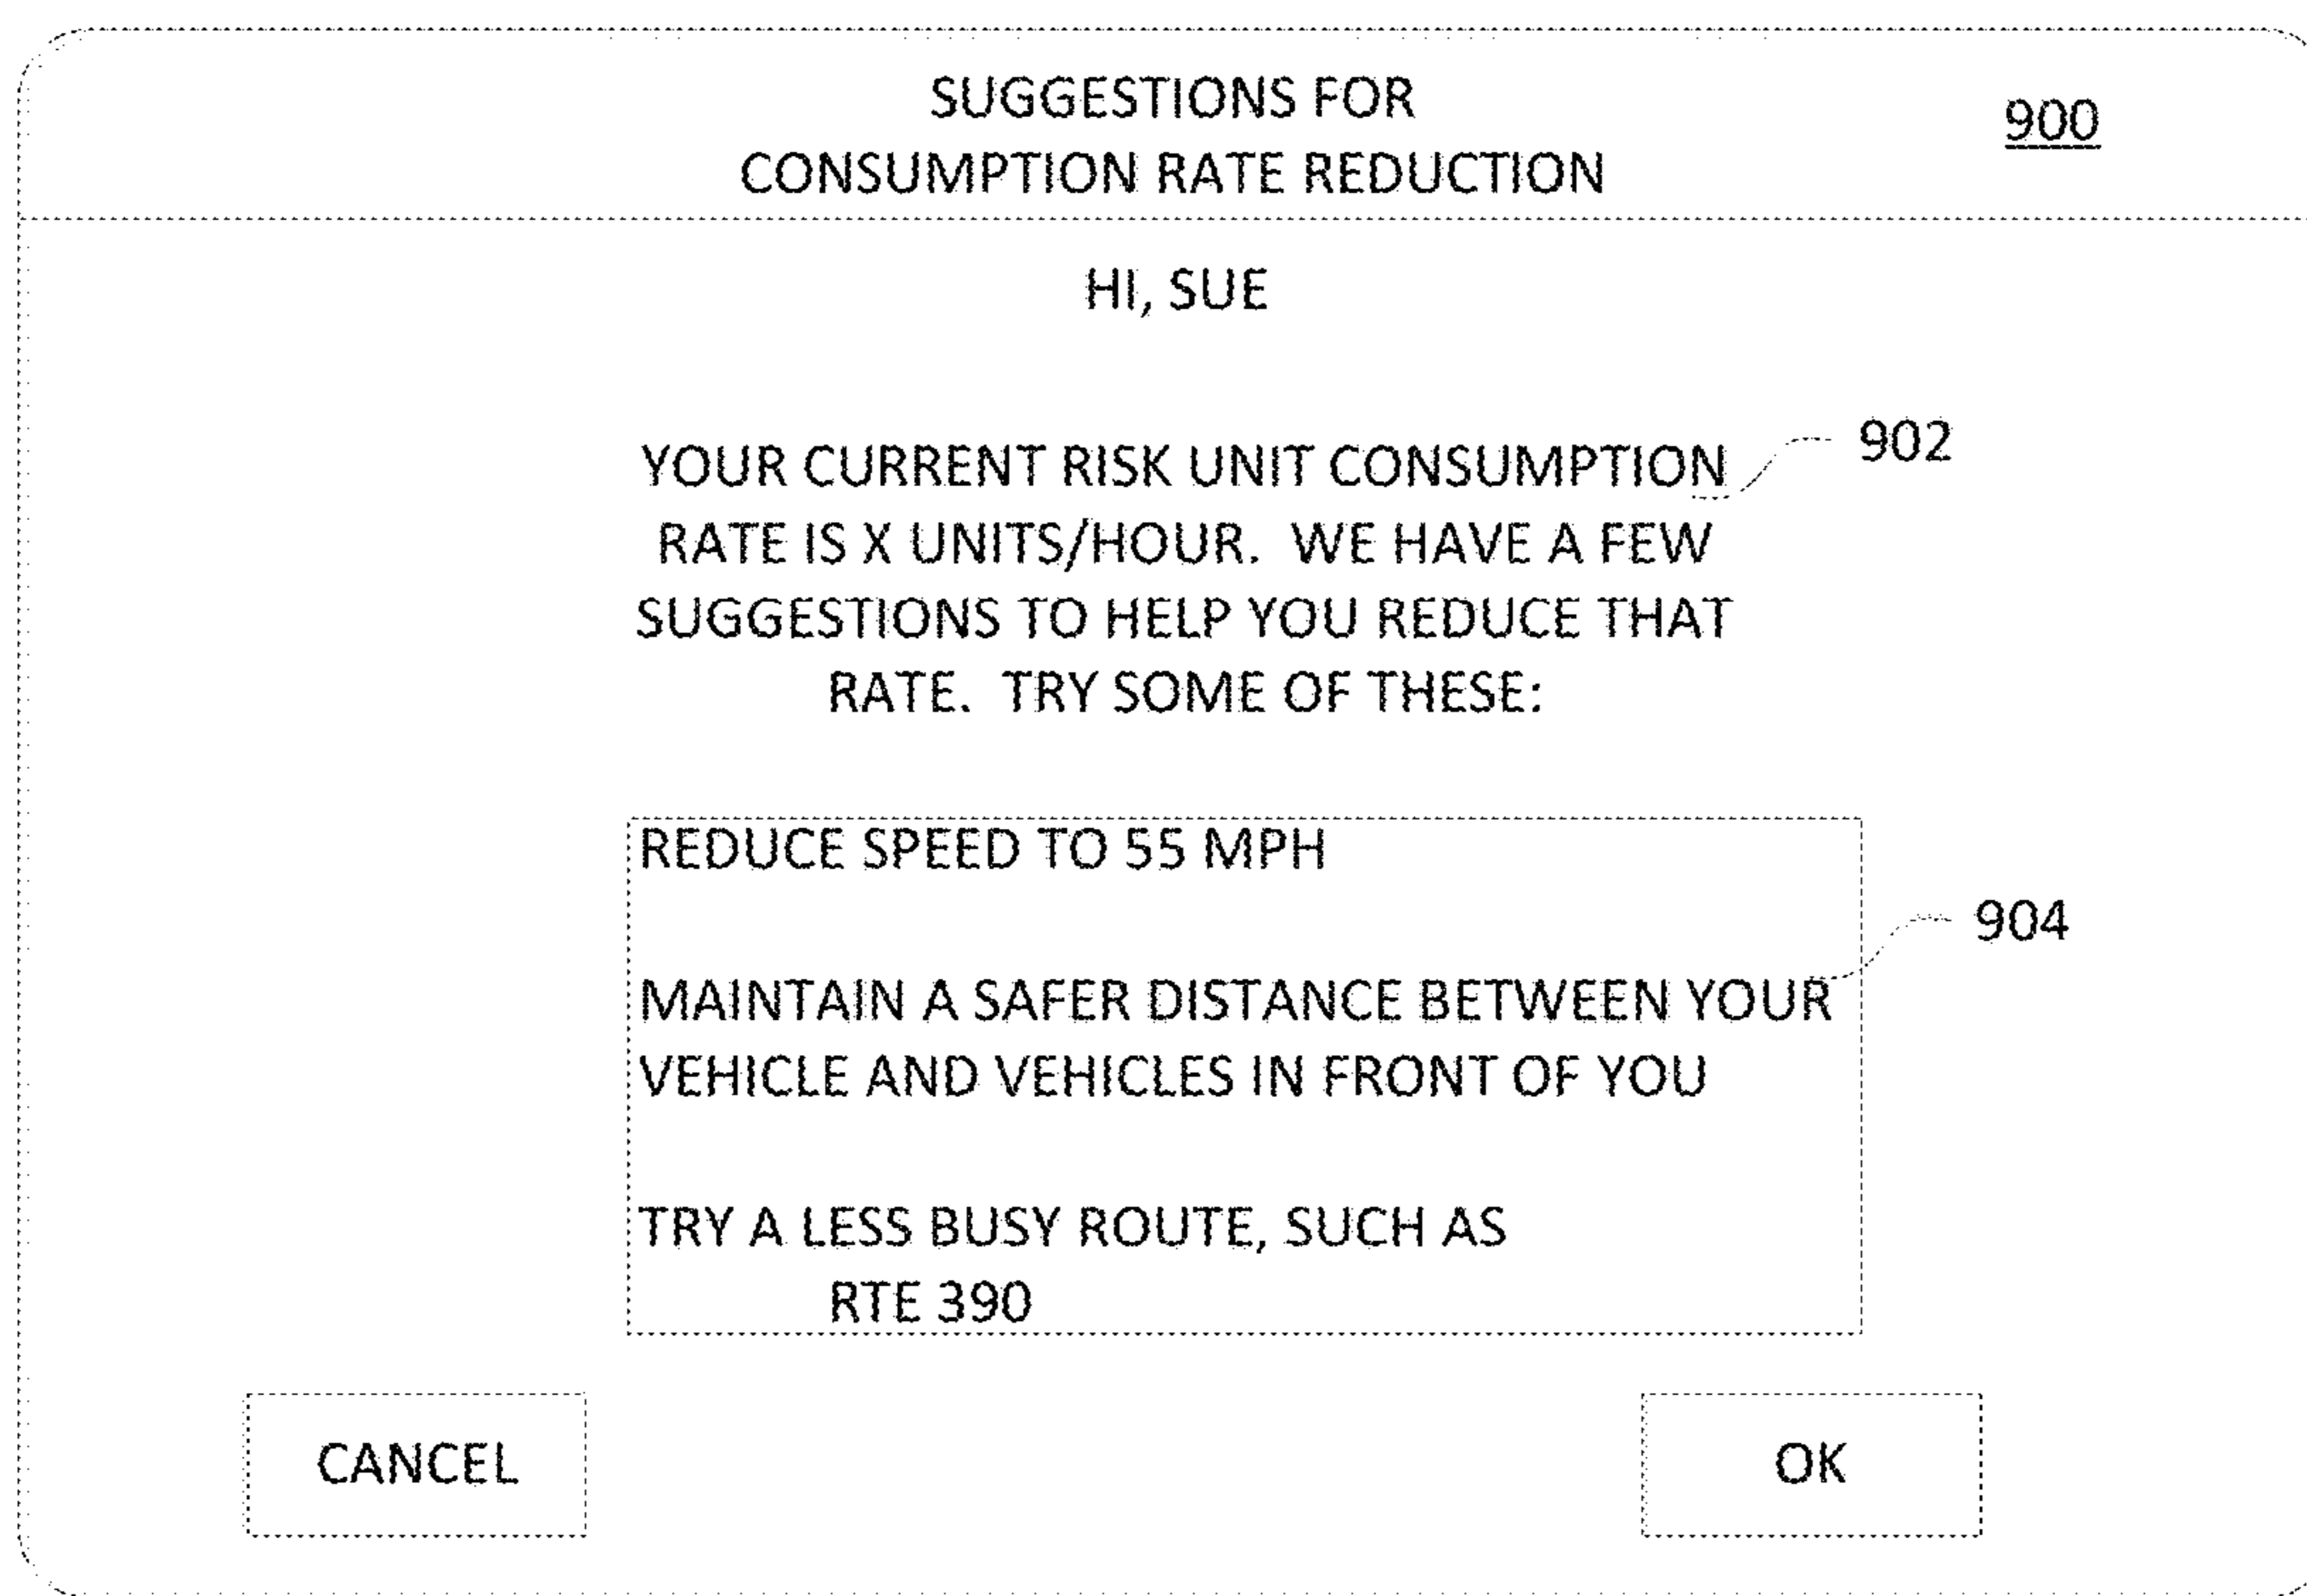 SUGGESTIONS FOR
CONSUMPTION RATE REDUCTION
900
HI, SUE
YOUR CURRENT RISK UNIT CONSUMPTION
902
RATE IS X UNITS/HOUR. WE HAVE A FEW
SUGGESTIONS TO HELP YOU REDUCE THAT
RATE. TRY SOME OF THESE:
REDUCE SPEED TO 55 MPH
904
MAINTAIN A SAFER DISTANCE BETWEEN YOUR
VEHICLE AND VEHICLES IN FRONT OF YOU
TRY A LESS BUSY ROUTE, SUCH AS
RTE 390
CANCEL
OK